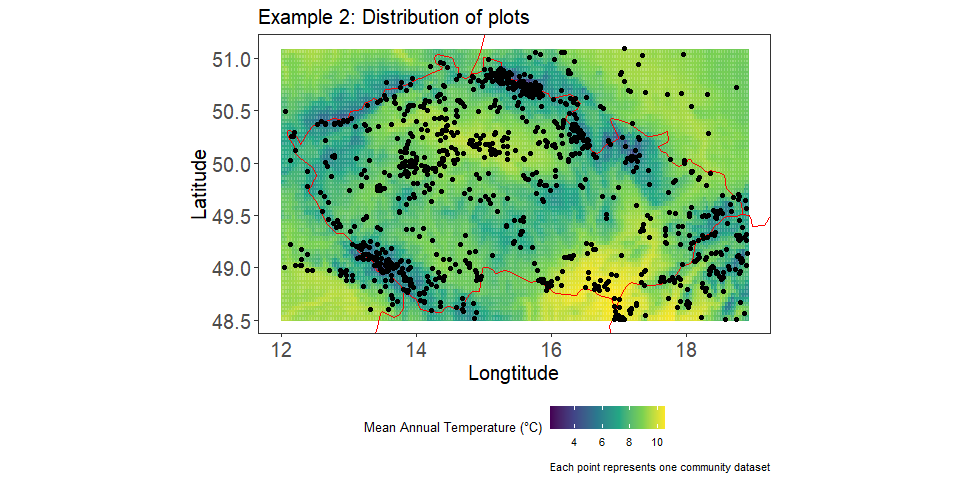 Example 2: Distribution of plots
51.0
50.5
50.0
49.5
49.0
48.5
Latitude
12
14
16
18
Longtitude
Mean Annual Temperature (°C)
4
6
8
10
Each point represents one community dataset